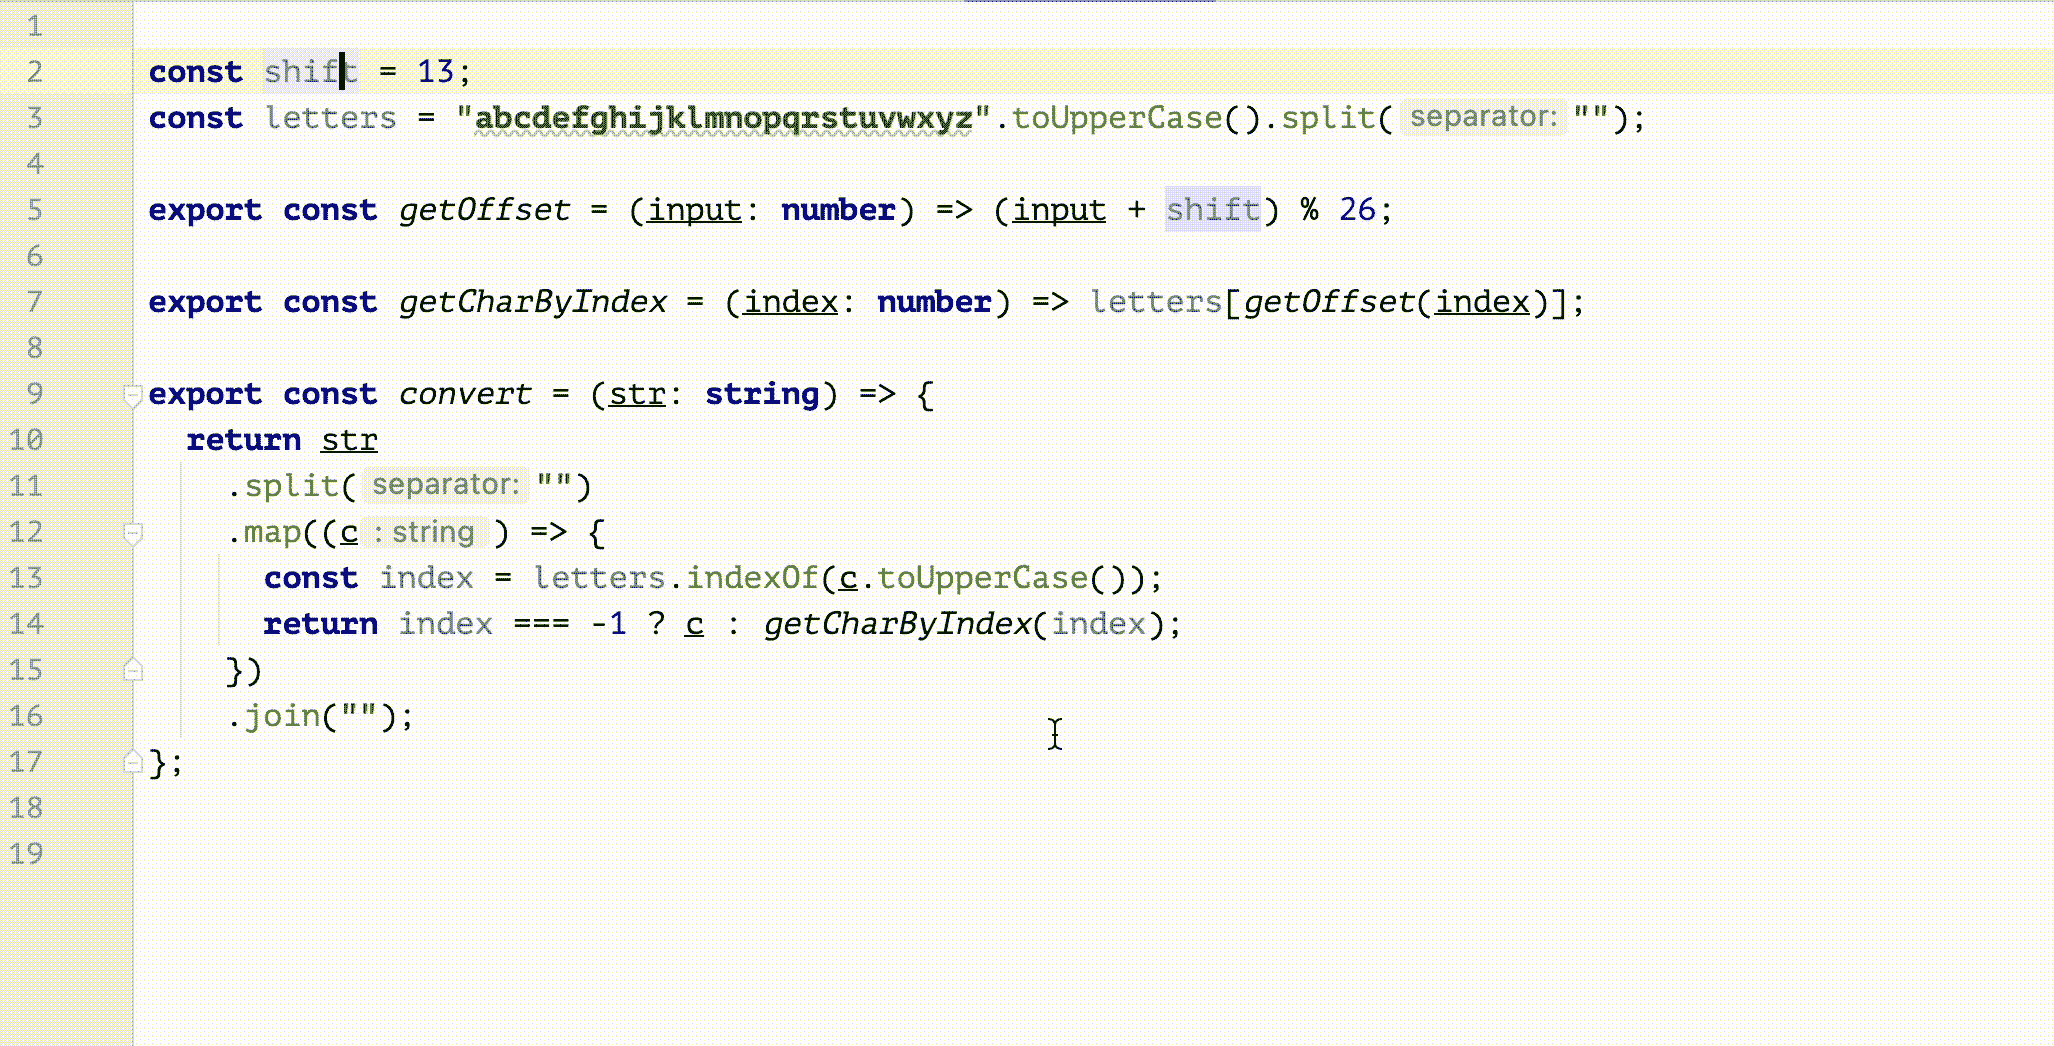 1
2 const shift = 13;
3 const letters = "abcdefghijklmnopqrstuvwxyz".toUpperCase().split( separator: "");
4
5 export const getOffset = (input: number) => (input + shift) % 26;
6
7 export const getCharByIndex = (index: number) => letters[getOffset(index)];
8
9 export const convert = (str: string) => {
10 return str
11 .split( separator: "")
12 .map((c : string ) => {
13 const index = letters.indexOf(c.toUpperCase());
14 return index === -1 ? c : getCharByIndex(index);
15 })
16 .join("");
17 };
18
19